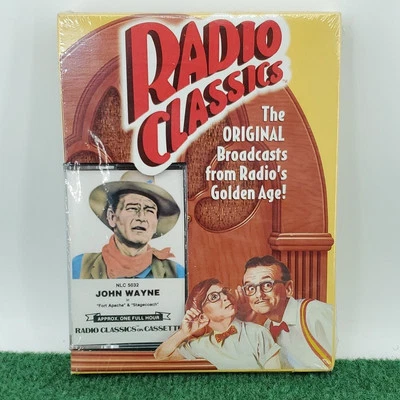 RADIO
CLASSICS
The
ORIGINAL
Broadcasts
from Radio's
Golden Age!
NLC 5032
JOHN WAYNE
in
"Fort Apache" & "Stagecoach"
APPROX. ONE FULL HOUR
RADIO CLASSICS ON CASSETTE